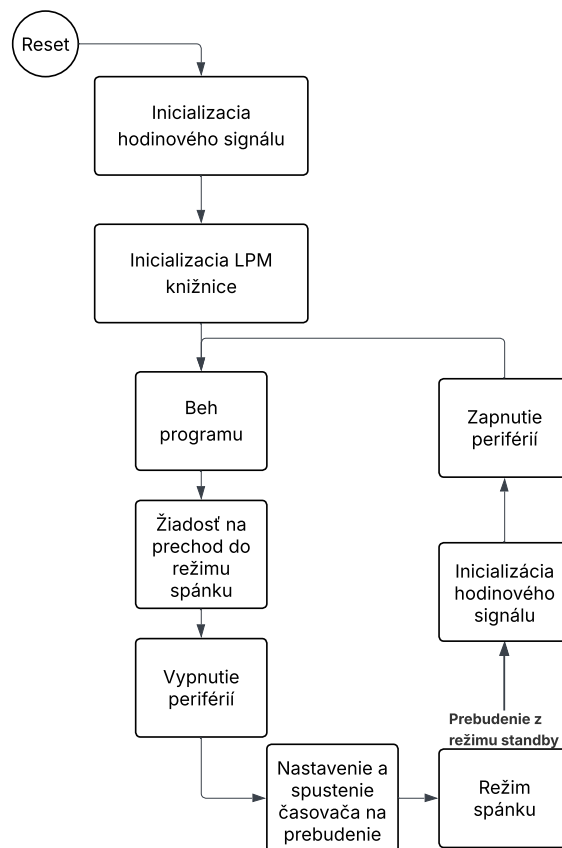 Reset
Inicializacia
hodinového signálu
Inicializacia LPM
knižnice
Beh
programu
Žiadosť na
prechod do
režimu
spánku
Vypnutie
periférií
Nastavenie a
spustenie
časovača na
prebudenie
Režim
spánku
Prebudenie z
režimu standby
Inicializácia
hodinového
signálu
Zapnutie
periférií